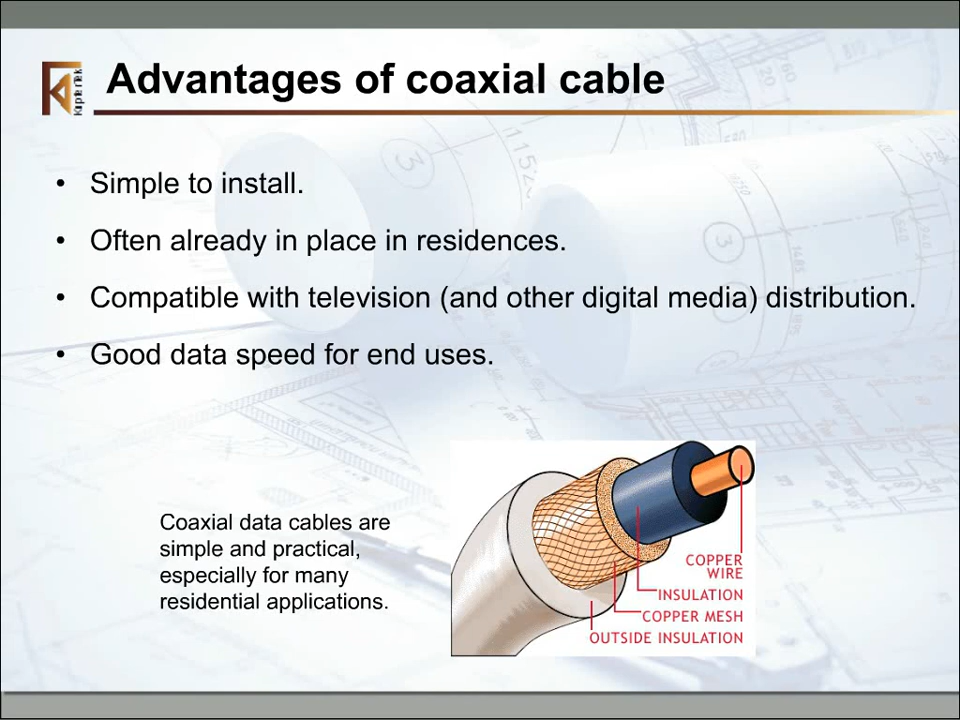 KapterTek
Advantages of coaxial cable
• Simple to install.
• Often already in place in residences.
• Compatible with television (and other digital media) distribution.
• Good data speed for end uses.
Coaxial data cables are
simple and practical,
especially for many
residential applications.
COPPER
WIRE
INSULATION
COPPER MESH
OUTSIDE INSULATION